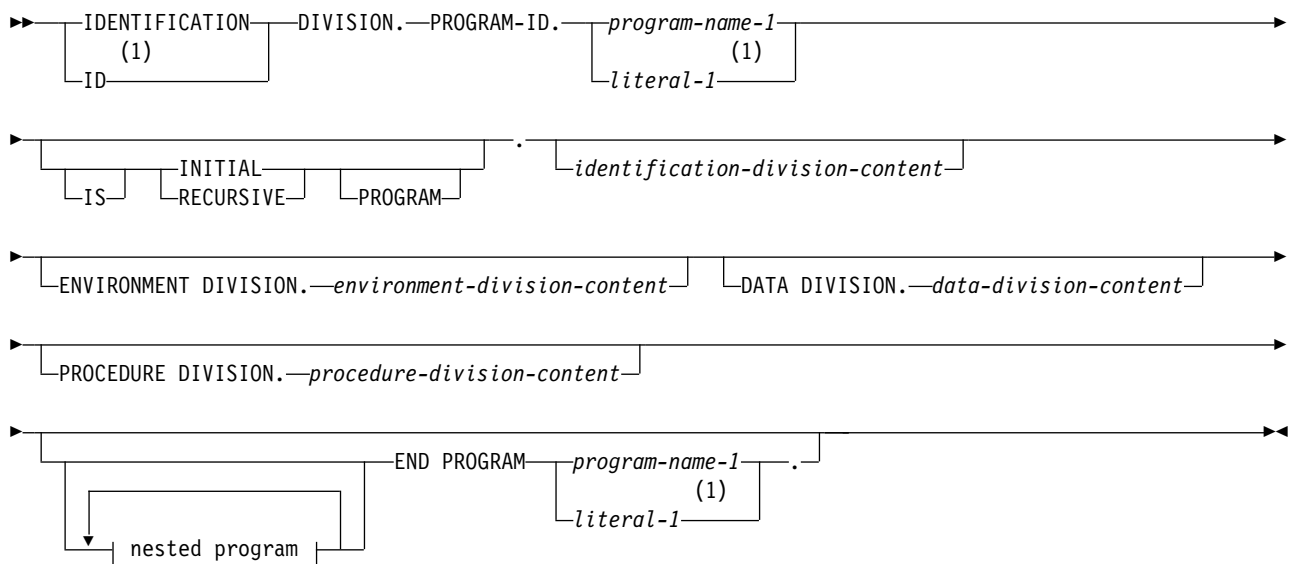 IDENTIFICATION DIVISION. PROGRAM-ID. program-name-1
(1) (1)
ID literal-1
.
INITIAL identification-division-content
IS RECURSIVE PROGRAM
ENVIRONMENT DIVISION. environment-division-content DATA DIVISION. data-division-content
PROCEDURE DIVISION. procedure-division-content
END PROGRAM program-name-1 .
(1)
literal-1
nested program